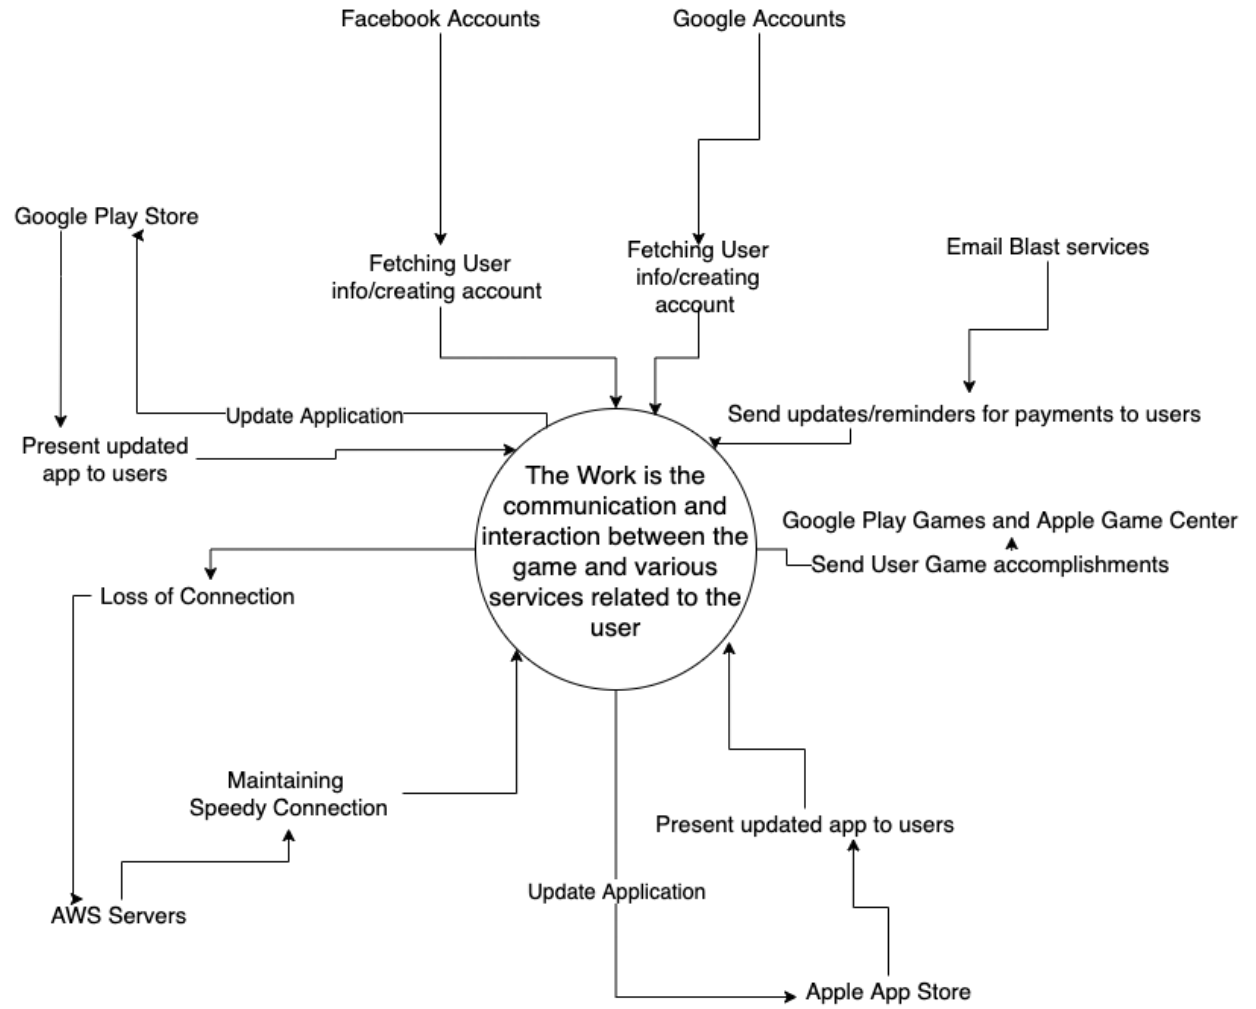 Facebook Accounts
Google Accounts
Google Play Store
Fetching User
info/creating account
Fetching User
info/creating
account
Email Blast services
Update Application
Send updates/reminders for payments to users
Present updated
app to users
The Work is the
communication and
interaction between the
game and various
services related to the
user
Google Play Games and Apple Game Center
Send User Game accomplishments
Loss of Connection
Maintaining
Speedy Connection
Present updated app to users
Update Application
AWS Servers
Apple App Store